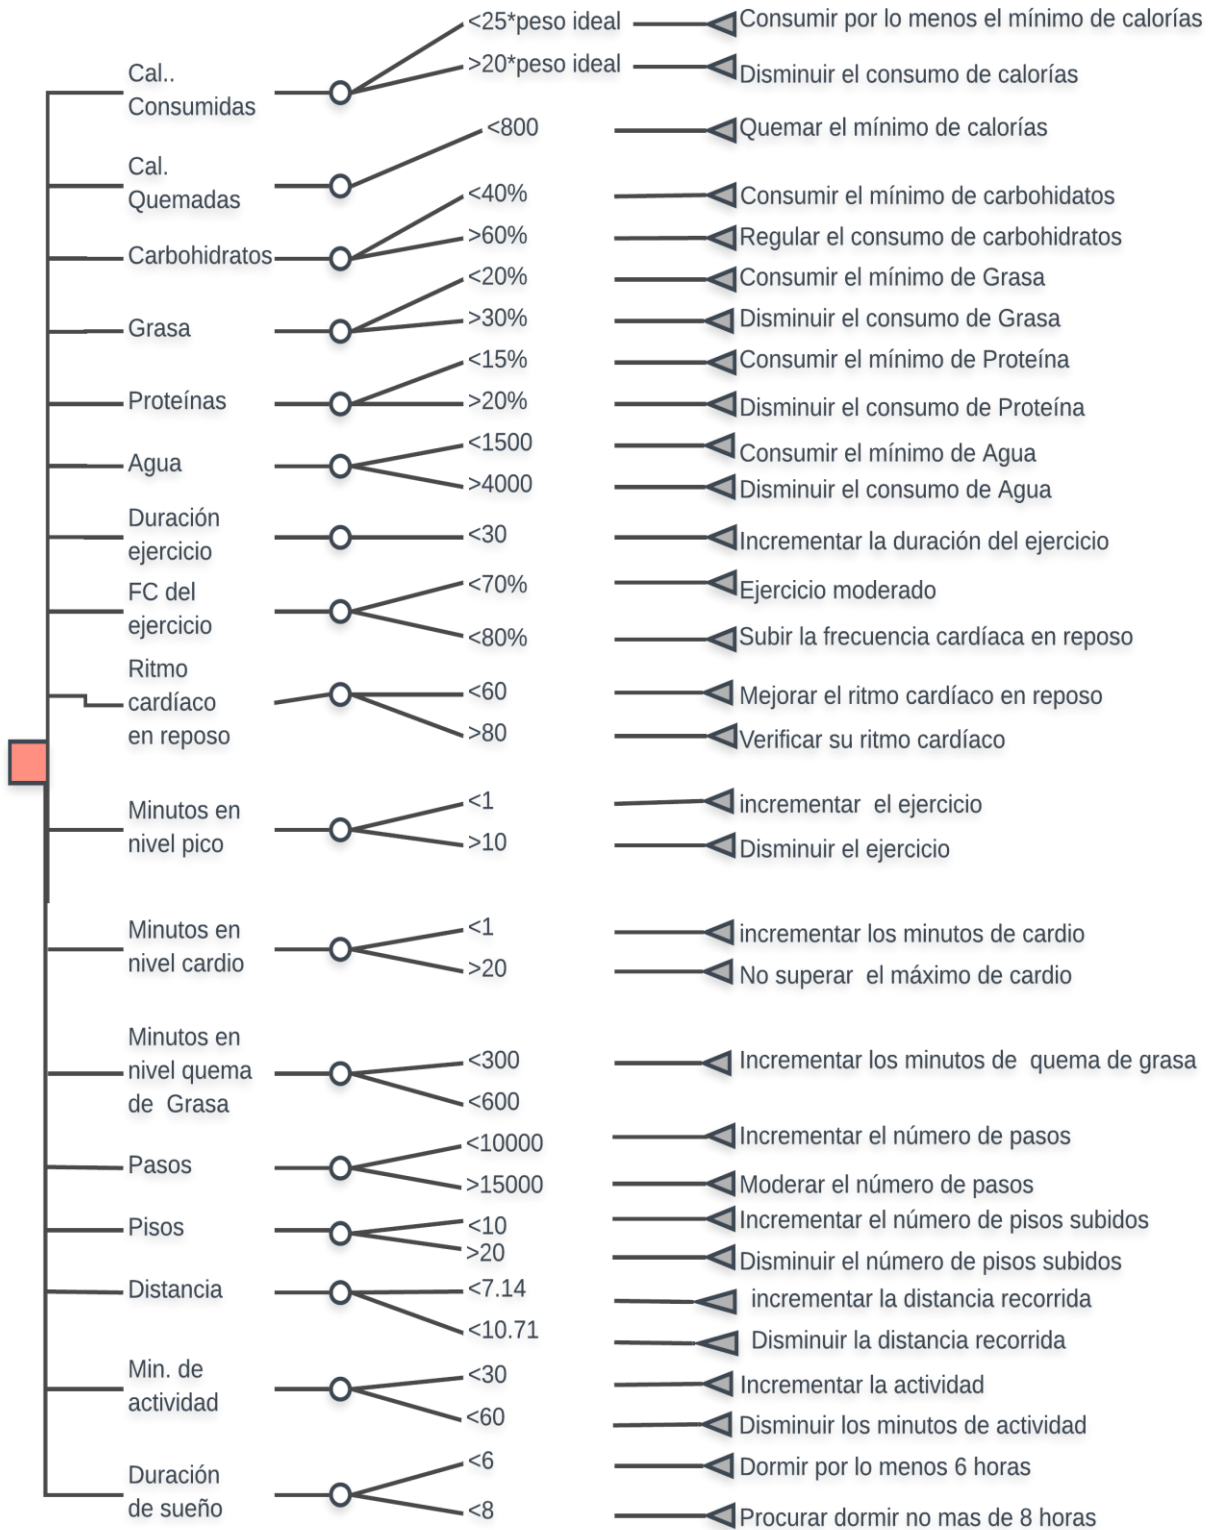 <25*peso ideal
Consumir por lo menos el mínimo de calorías
Cal..
Consumidas
>20*peso ideal
Disminuir el consumo de calorías
<800
Quemar el mínimo de calorías
Cal.
Quemadas
<40%
Consumir el mínimo de carbohidatos
Carbohidratos
>60%
Regular el consumo de carbohidratos
<20%
Consumir el mínimo de Grasa
Grasa
>30%
Disminuir el consumo de Grasa
<15%
Consumir el mínimo de Proteína
Proteínas
>20%
Disminuir el consumo de Proteína
Agua
<1500
Consumir el mínimo de Agua
>4000
Disminuir el consumo de Agua
Duración
ejercicio
<30
Incrementar la duración del ejercicio
FC del
ejercicio
<70%
Ejercicio moderado
<80%
Subir la frecuencia cardíaca en reposo
Ritmo
cardíaco
en reposo
<60
Mejorar el ritmo cardíaco en reposo
>80
Verificar su ritmo cardíaco
Minutos en
nivel pico
<1
incrementar  el ejercicio
>10
Disminuir el ejercicio
Minutos en
nivel cardio
<1
incrementar los minutos de cardio
>20
No superar  el máximo de cardio
Minutos en
nivel quema
de  Grasa
<300
Incrementar los minutos de  quema de grasa
<600
Pasos
<10000
Incrementar el número de pasos
>15000
Moderar el número de pasos
Pisos
<10
Incrementar el número de pisos subidos
>20
Disminuir el número de pisos subidos
Distancia
<7.14
incrementar la distancia recorrida
<10.71
Disminuir la distancia recorrida
Min. de
actividad
<30
Incrementar la actividad
<60
Disminuir los minutos de actividad
Duración
de sueño
<6
Dormir por lo menos 6 horas
<8
Procurar dormir no mas de 8 horas